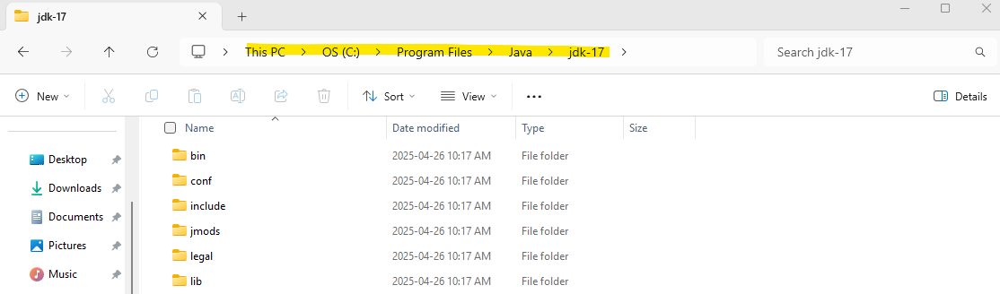 jdk-17
This PC > OS (C:) > Program Files > Java > jdk-17 >
Search jdk-17
New
Sort
View
Details
Name Date modified Type Size
Desktop
Downloads
Documents
Pictures
Music
bin 2025-04-26 10:17 AM File folder
conf 2025-04-26 10:17 AM File folder
include 2025-04-26 10:17 AM File folder
jmods 2025-04-26 10:17 AM File folder
legal 2025-04-26 10:17 AM File folder
lib 2025-04-26 10:17 AM File folder